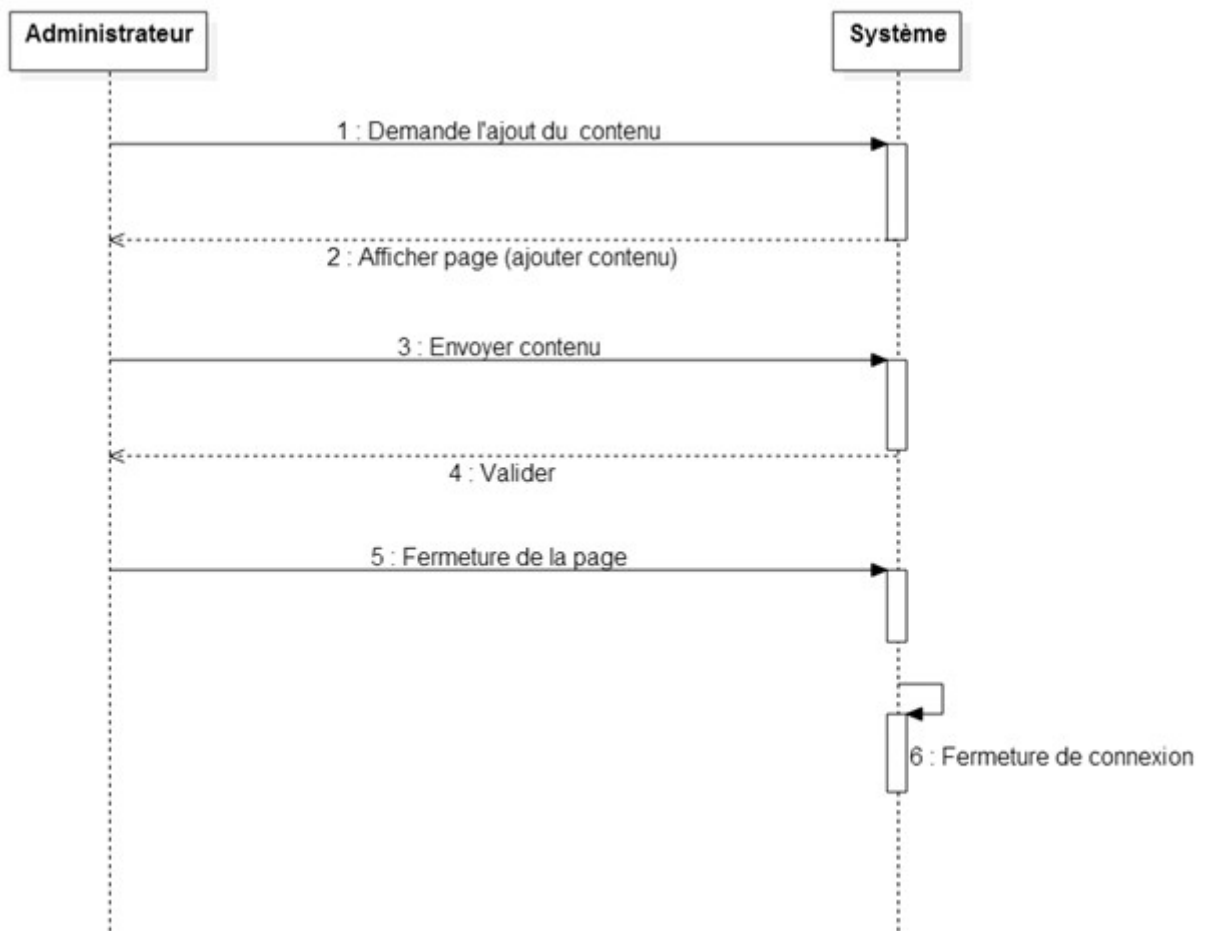 Administrateur
Système
1 : Demande l'ajout du  contenu
2 : Afficher page (ajouter contenu)
3 : Envoyer contenu
4 : Valider
5 : Fermeture de la page
6 : Fermeture de connexion